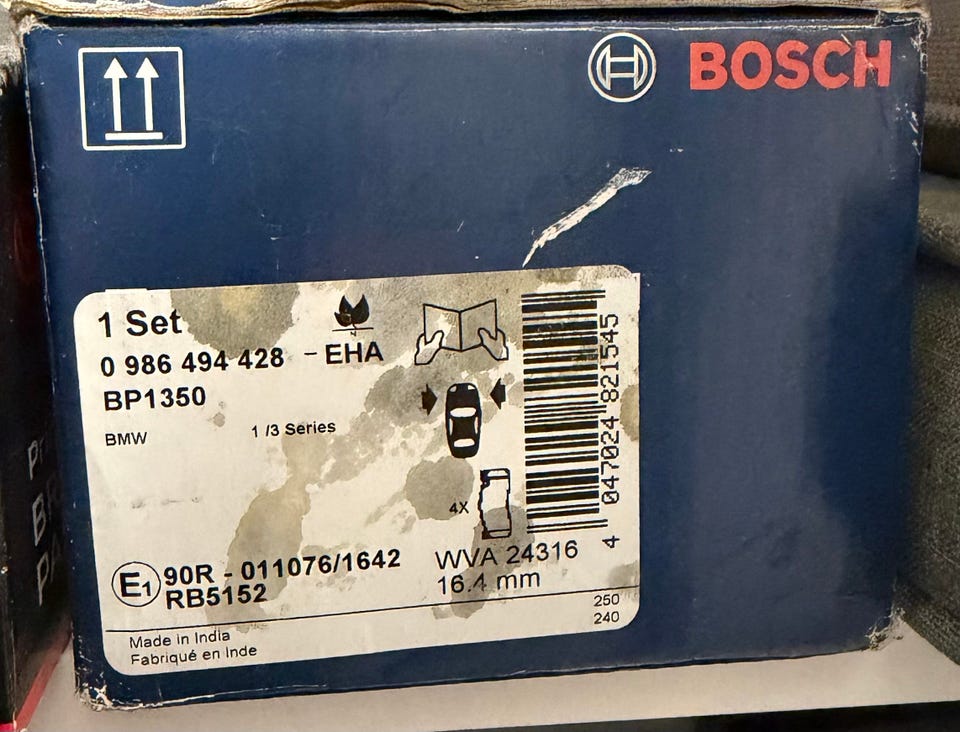 BOSCH
1 Set
0 986 494 428 - EHA
BP1350
BMW 1 /3 Series
4X
4 047024 821545
E1 90R - 011076/1642
RB5152
WVA 24316
16.4 mm
250
240
Made in India
Fabriqué en Inde